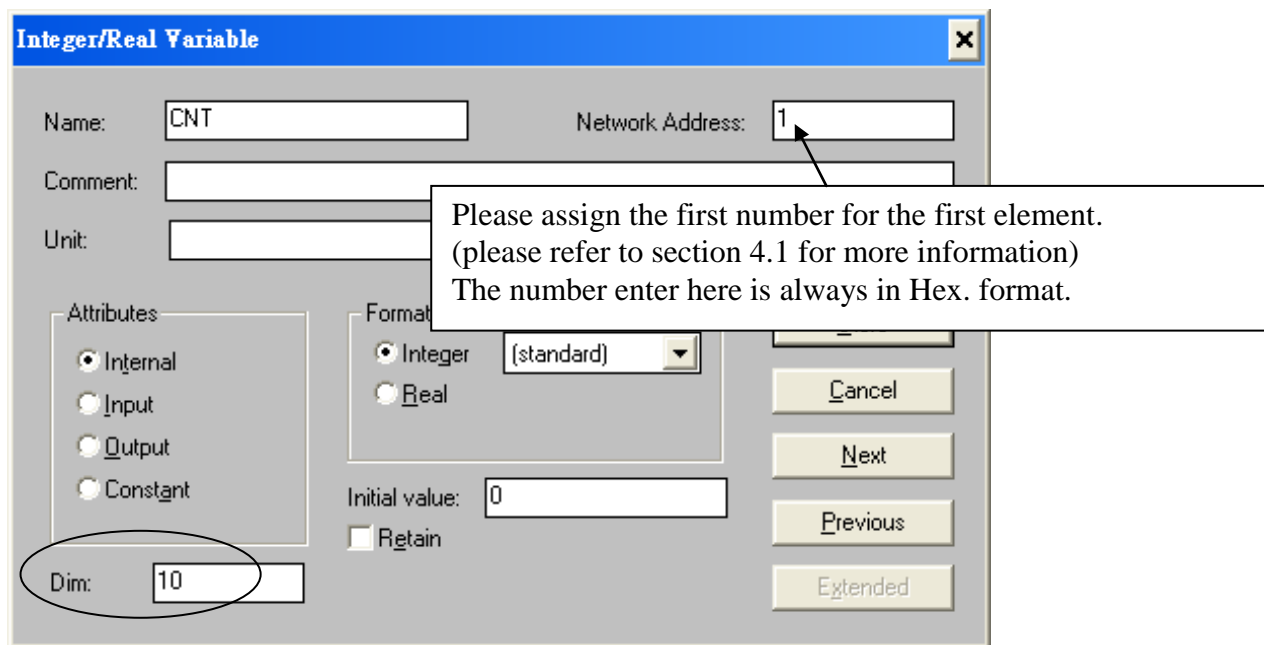 Integer/Real Variable
Name: CNT Network Address: 1
Comment:
Please assign the first number for the first element.
Unit:
(please refer to section 4.1 for more information)
The number enter here is always in Hex. format.
Attributes
Format
Internal
Integer (standard)
Input
Real
Cancel
Output
Next
Constant
Initial value: 0
Retain
Previous
Dim: 10
Extended